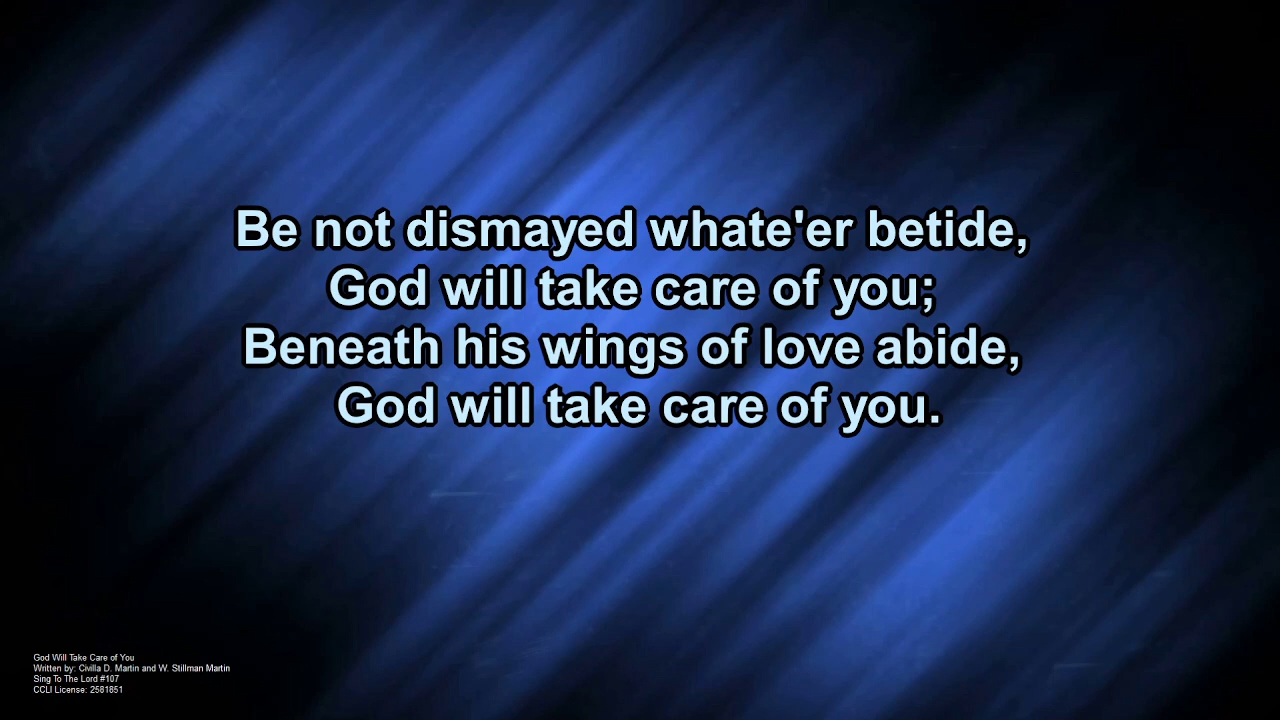 Be not dismayed whate'er betide,
God will take care of you;
Beneath his wings of love abide,
God will take care of you.
God Will Take Care of You
Written by: Civilla D. Martin and W. Stillman Martin
Sing To The Lord #107
CCLI License: 2581851